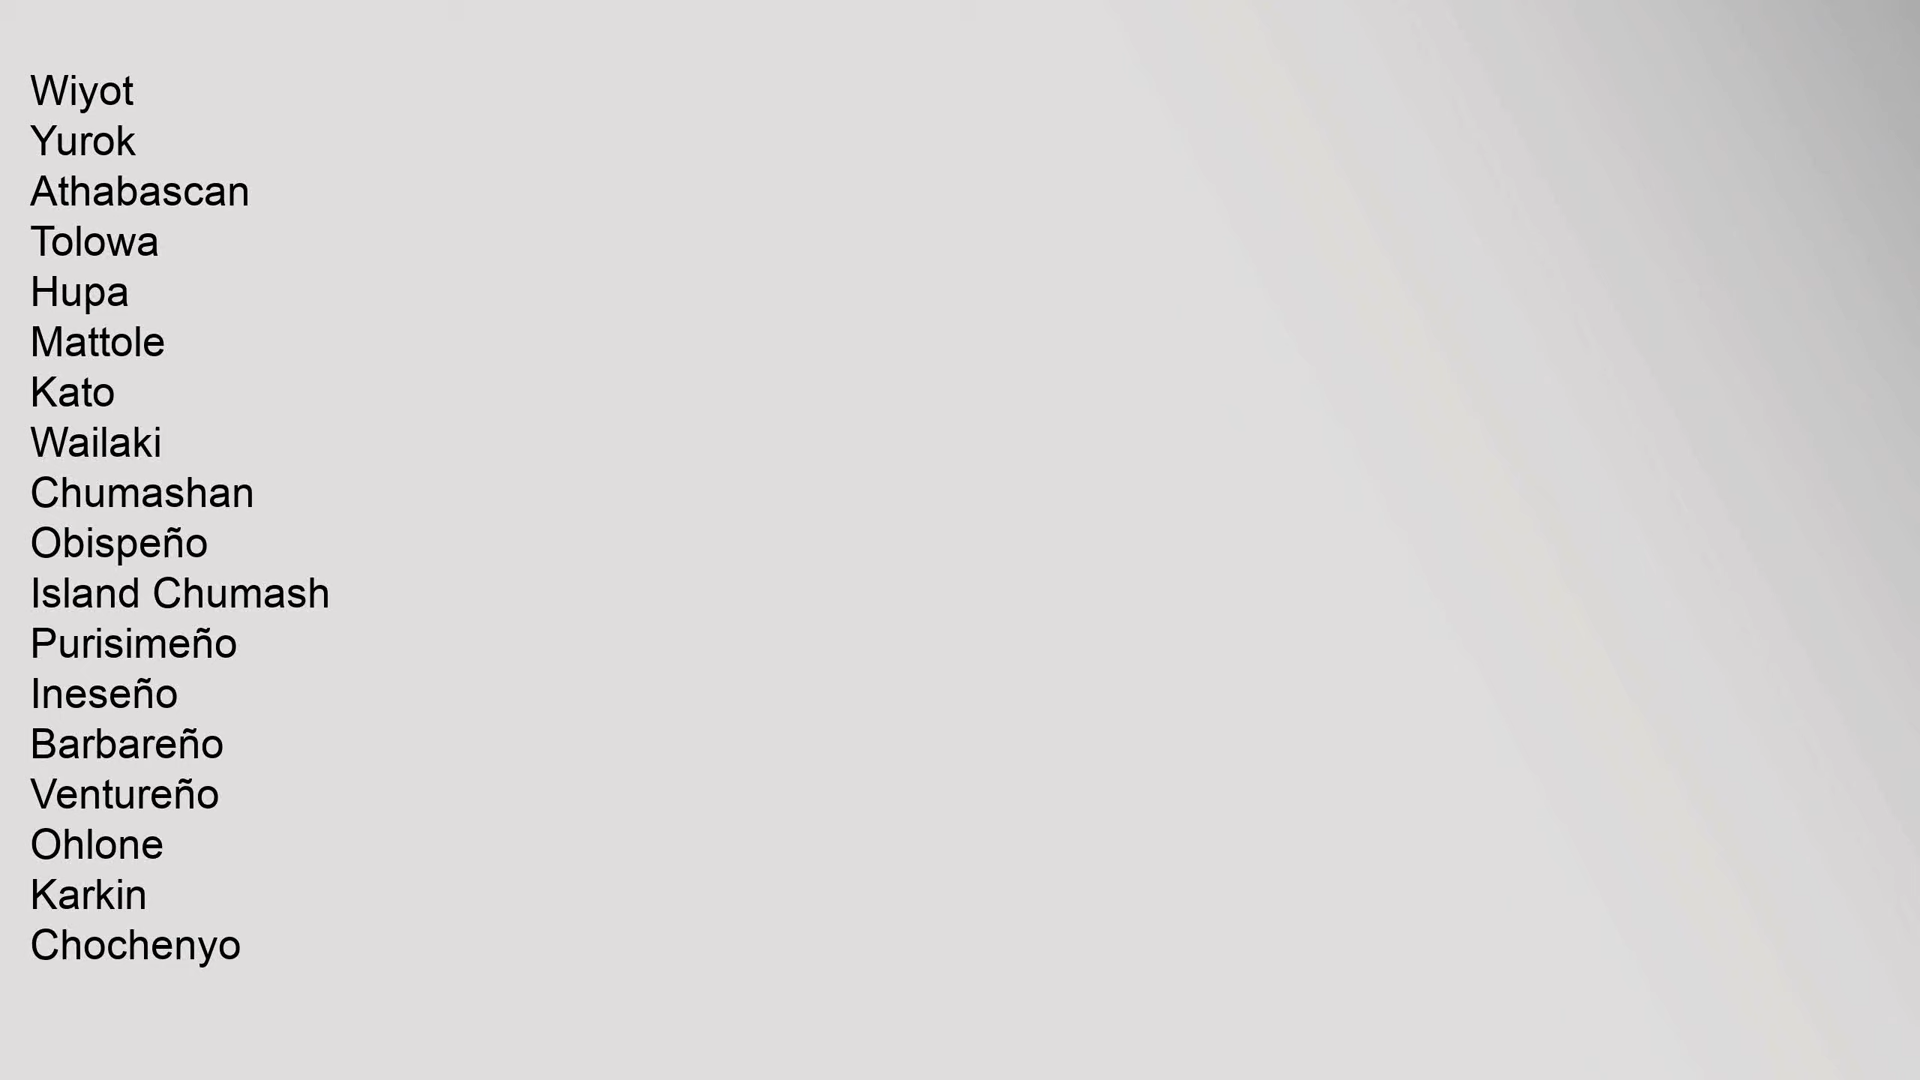 Wiyot
Yurok
Athabascan
Tolowa
Hupa
Mattole
Kato
Wailaki
Chumashan
Obispeño
Island Chumash
Purisimeño
Ineseño
Barbareño
Ventureño
Ohlone
Karkin
Chochenyo